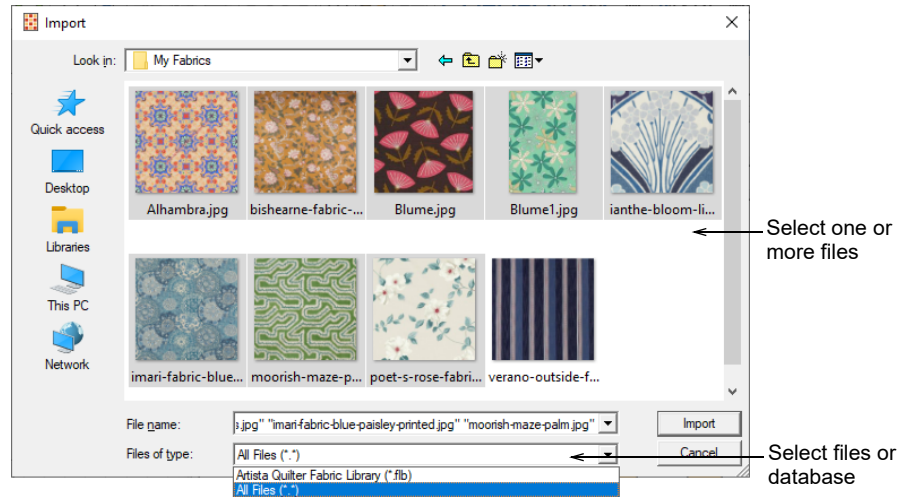 Import
Look in:
My Fabrics
Quick access
Desktop
Libraries
This PC
Network
Alhambra.jpg
bishearne-fabric-...
Blume.jpg
Blume1.jpg
ianthe-bloom-li...
imari-fabric-blue...
moorish-maze-p...
poet-s-rose-fabri...
verano-outside-f...
Select one or
more files
File name:
s.jpg" "imari-fabric-blue-paisley-printed.jpg" "moorish-maze-palm.jpg"
Import
Files of type:
All Files (*.*)
Cancel
Artista Quilter Fabric Library (*.flb)
All Files (*.*)
Select files or
database